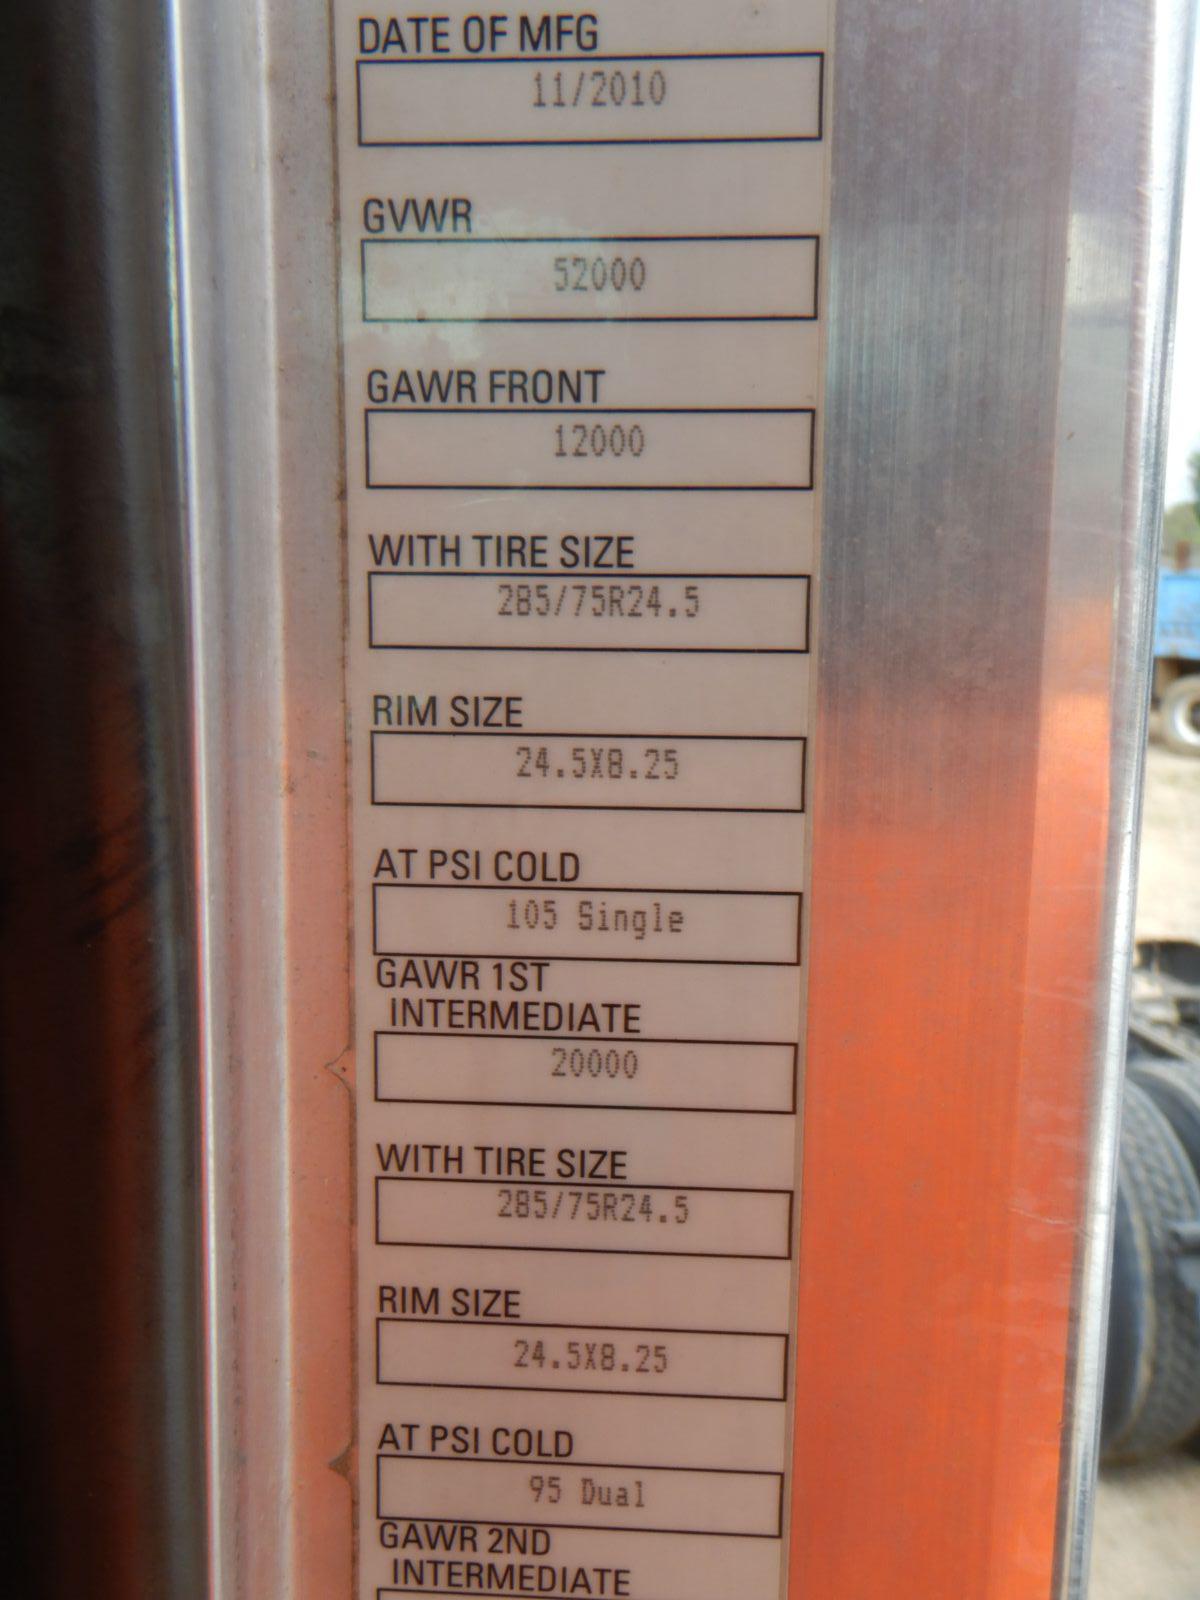 DATE OF MFG
11/2010
GVWR
52000
GAWR FRONT
12000
WITH TIRE SIZE
285/75R24.5
RIM SIZE
24.5X8.25
AT PSI COLD
105 Single
GAWR 1ST
INTERMEDIATE
20000
WITH TIRE SIZE
285/75R24.5
RIM SIZE
24.5X8.25
AT PSI COLD
95 Dual
GAWR 2ND
INTERMEDIATE